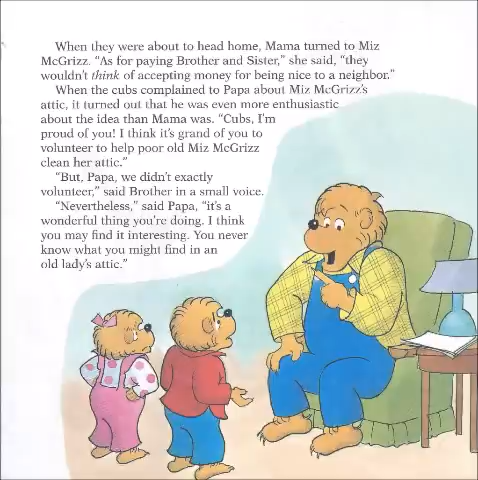 When they were about to head home, Mama turned to Miz
McGrizz. “As for paying Brother and Sister,” she said, “they
wouldn’t think of accepting money for being nice to a neighbor.”
When the cubs complained to Papa about Miz McGrizz’s
attic, it turned out that he was even more enthusiastic
about the idea than Mama was. “Cubs, I’m
proud of you! I think it’s grand of you to
volunteer to help poor old Miz McGrizz
clean her attic.”
“But, Papa, we didn’t exactly
volunteer,” said Brother in a small voice.
“Nevertheless,” said Papa, “it’s a
wonderful thing you’re doing. I think
you may find it interesting. You never
know what you might find in an
old lady’s attic.”